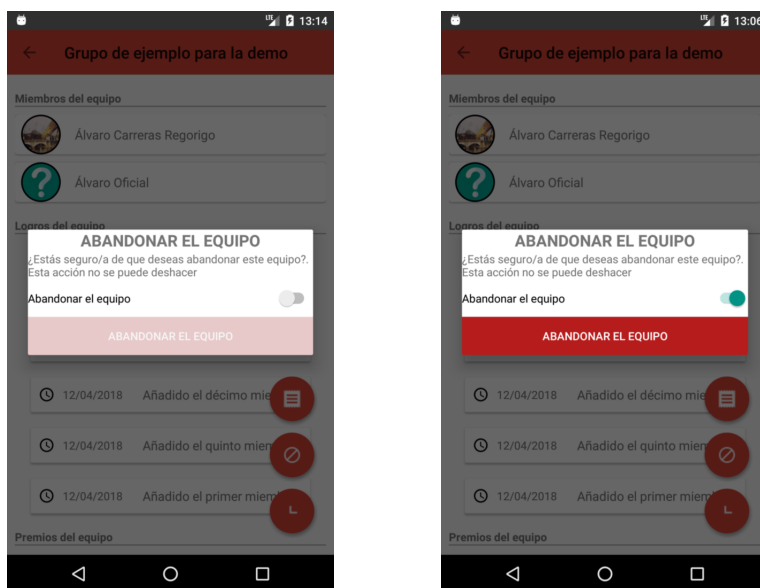 LTE 13:14
Grupo de ejemplo para la demo
Miembros del equipo
Álvaro Carreras Regorigo
Álvaro Oficial
Logros del equipo
ABANDONAR EL EQUIPO
¿Estás seguro/a de que deseas abandonar este equipo?.
Esta acción no se puede deshacer
Abandonar el equipo
ABANDONAR EL EQUIPO
12/04/2018 Añadido el décimo mie
12/04/2018 Añadido el quinto mien
12/04/2018 Añadido el primer miem
Premios del equipo
LTE 13:06
Grupo de ejemplo para la demo
Miembros del equipo
Álvaro Carreras Regorigo
Álvaro Oficial
Logros del equipo
ABANDONAR EL EQUIPO
¿Estás seguro/a de que deseas abandonar este equipo?.
Esta acción no se puede deshacer
Abandonar el equipo
ABANDONAR EL EQUIPO
12/04/2018 Añadido el décimo mie
12/04/2018 Añadido el quinto mien
12/04/2018 Añadido el primer miem
Premios del equipo